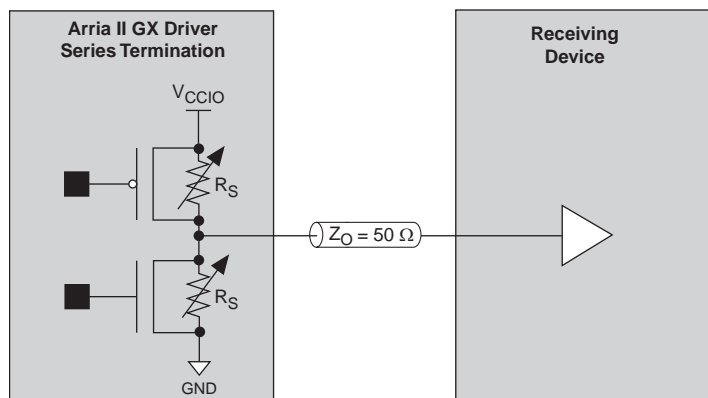 Arria II GX Driver
Series Termination
VCCIO
RS
RS
GND
ZO = 50 Ω
Receiving
Device